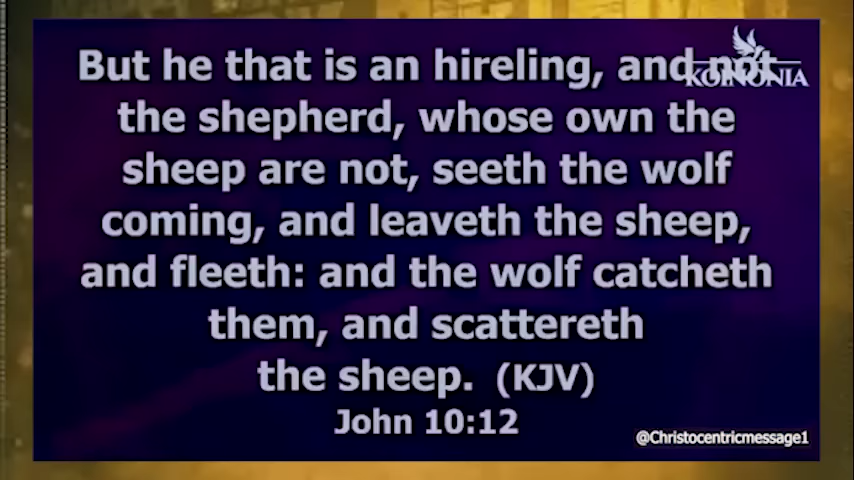 But he that is an hireling, and not
KOINONIA
the shepherd, whose own the
sheep are not, seeth the wolf
coming, and leaveth the sheep,
and fleeth: and the wolf catcheth
them, and scattereth
the sheep. (KJV)
John 10:12
@Christocentricmessage1